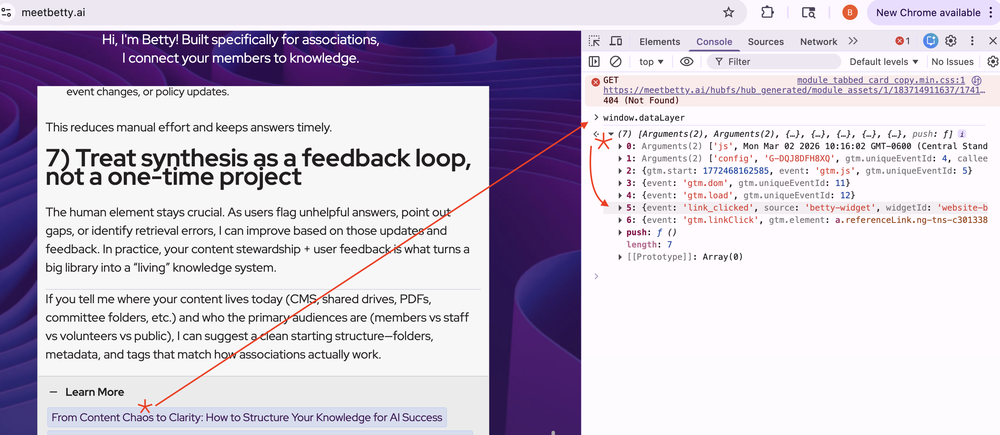 meetbetty.ai
B
New Chrome available
Hi, I'm Betty! Built specifically for associations,
I connect your members to knowledge.
event changes, or policy updates.
This reduces manual effort and keeps answers timely.
7) Treat synthesis as a feedback loop,
not a one-time project
The human element stays crucial. As users flag unhelpful answers, point out
gaps, or identify retrieval errors, I can improve based on those updates and
feedback. In practice, your content stewardship + user feedback is what turns a
big library into a “living” knowledge system.
If you tell me where your content lives today (CMS, shared drives, PDFs,
committee folders, etc.) and who the primary audiences are (members vs staff
vs volunteers vs public), I can suggest a clean starting structure—folders,
metadata, and tags that match how associations actually work.
– Learn More
From Content Chaos to Clarity: How to Structure Your Knowledge for AI Success
Elements Console Sources Network >> 1
top Filter Default levels No Issues
GET module_tabbed_card_copy.min.css:1
https://meetbetty.ai/hubfs/hub_generated/module_assets/1/183714911637/1741…
404 (Not Found)
> window.dataLayer
(7) [Arguments(2), Arguments(2), {…}, {…}, {…}, {…}, {…}, push: ƒ] i
0: Arguments(2) ['js', Mon Mar 02 2026 10:16:02 GMT-0600 (Central Stand
1: Arguments(2) ['config', 'G-DQJ8DFH8XQ', gtm.uniqueEventId: 4, callee
2: {gtm.start: 1772468162585, event: 'gtm.js', gtm.uniqueEventId: 5}
3: {event: 'gtm.dom', gtm.uniqueEventId: 11}
4: {event: 'gtm.load', gtm.uniqueEventId: 12}
5: {event: 'link_clicked', source: 'betty-widget', widgetId: 'website-b
6: {event: 'gtm.linkClick', gtm.element: a.referenceLink.ng-tns-c301338
push: ƒ ()
length: 7
[[Prototype]]: Array(0)
>